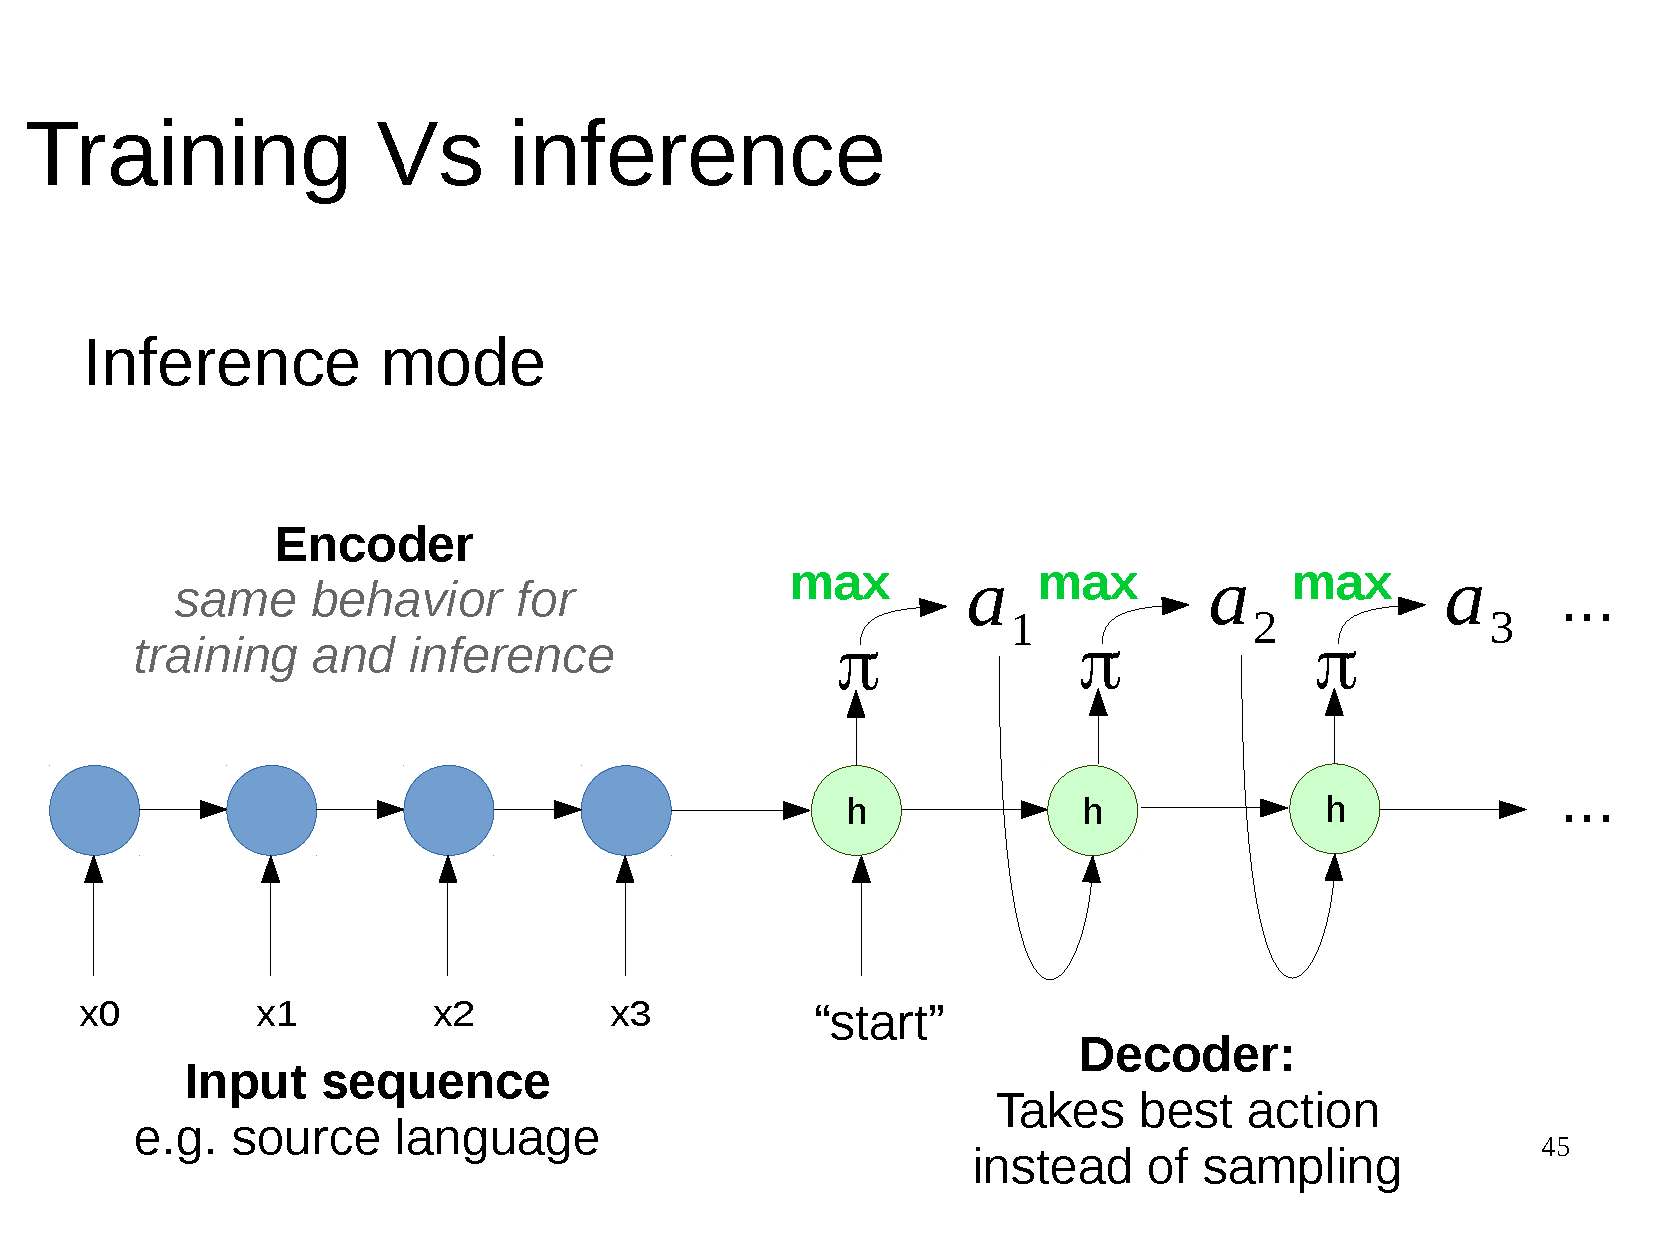 Training Vs inference
Inference mode
Encoder
same behavior for
training and inference
max a1 max a2 max a3 ...
π π π
h h h ...
x0 x1 x2 x3 “start”
Input sequence
e.g. source language
Decoder:
Takes best action
instead of sampling
45